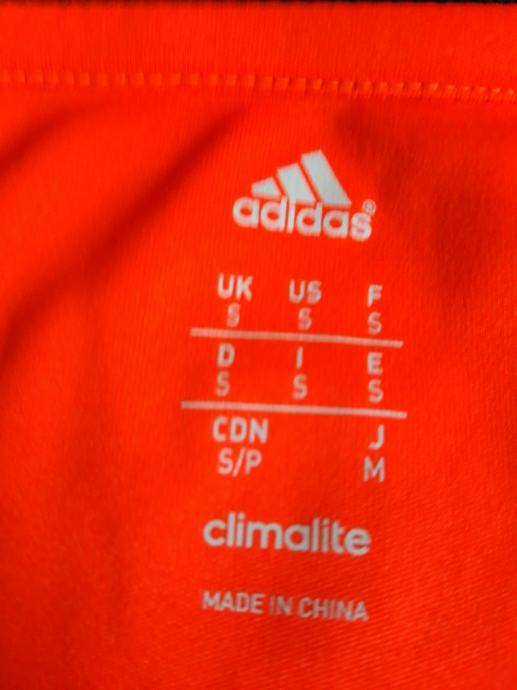 adidas®
UK US F
S S S
D I E
S S S
CDN J
S/P M
climalite
MADE IN CHINA